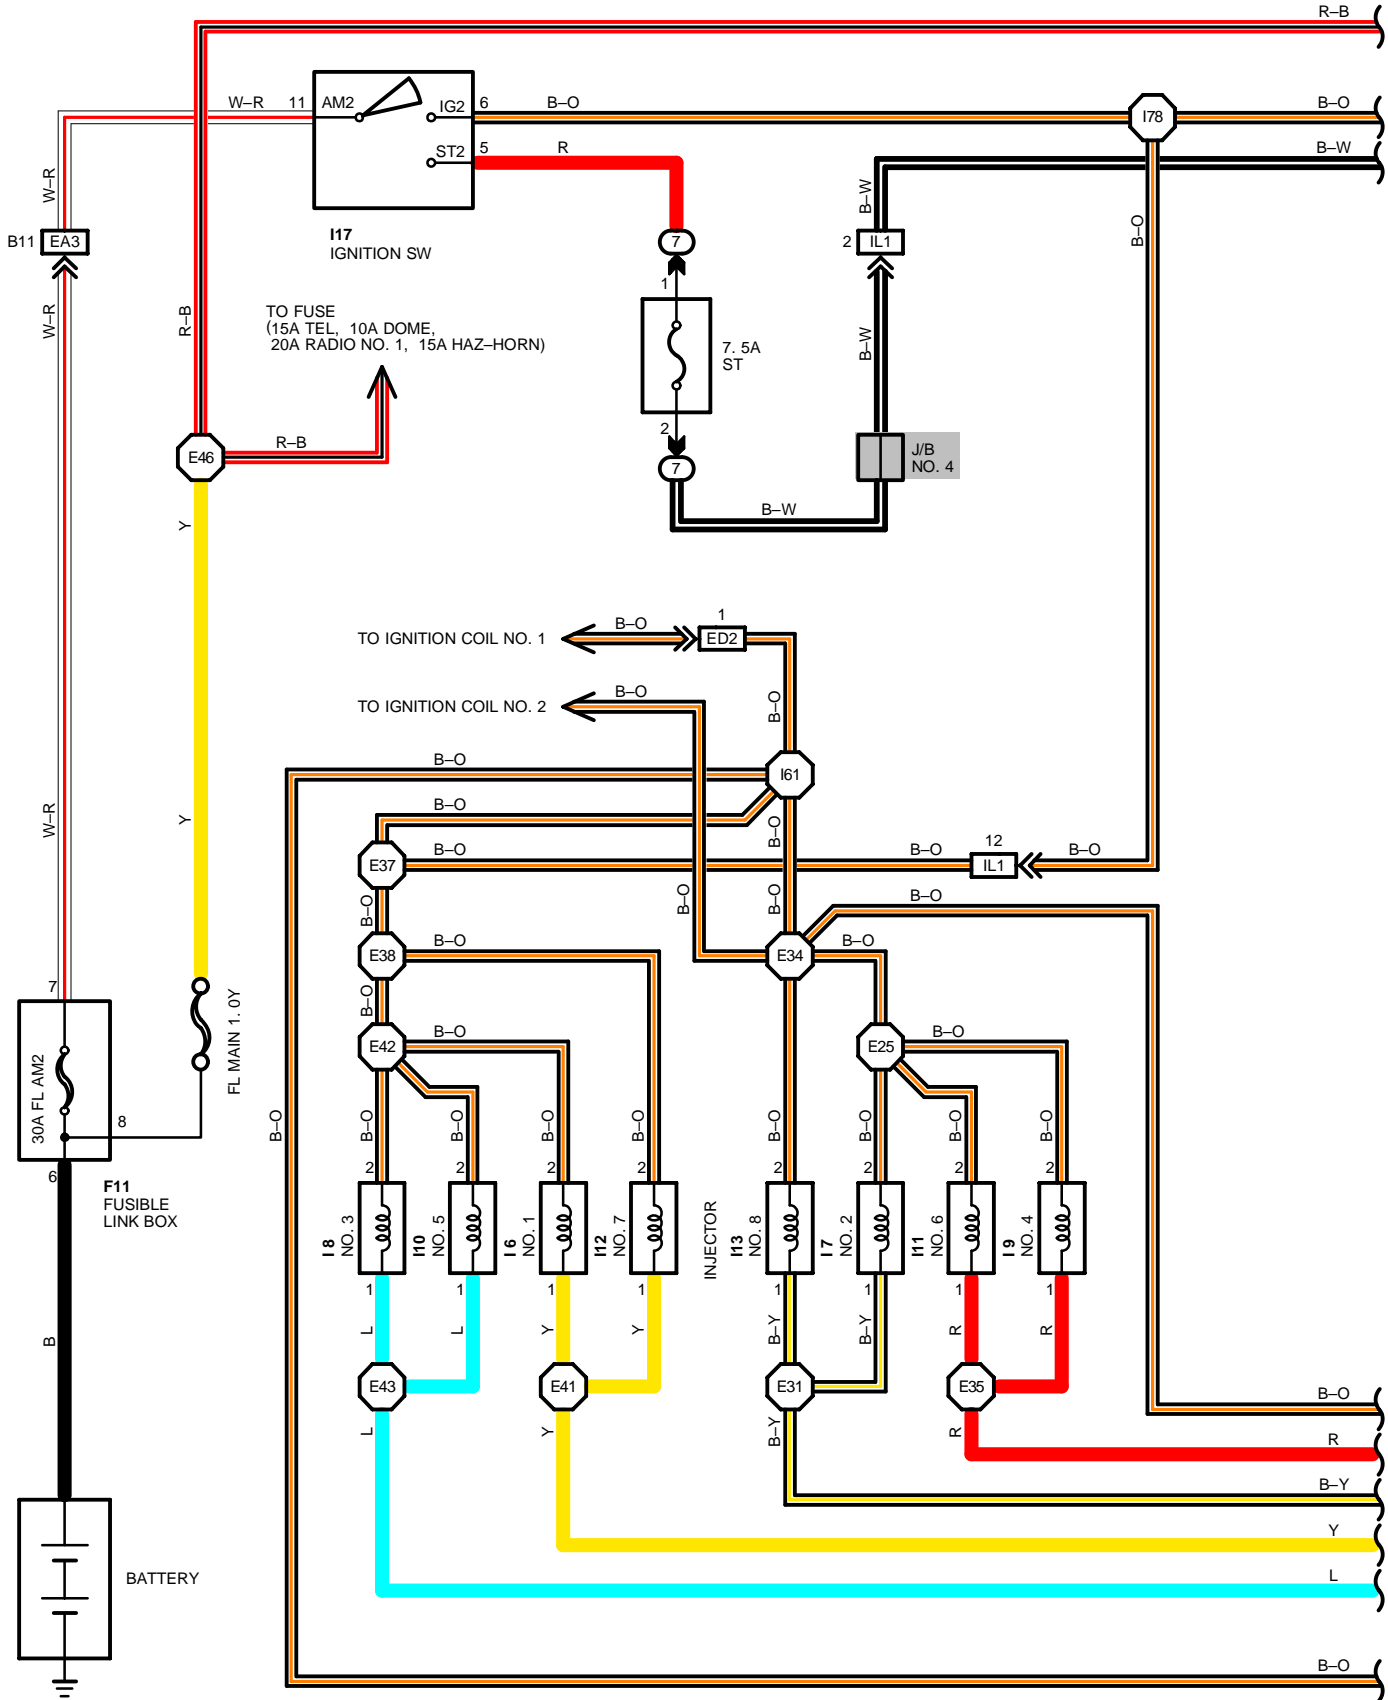 R–B
W–R 11 AM2 IG2 6 B–O I78 B–O
ST2 5 R B–W
W–R
B–W
B–O
B11 EA3
I17
IGNITION SW
7
2 IL1
1
W–R
R–B
TO FUSE
(15A TEL, 10A DOME,
20A RADIO NO. 1, 15A HAZ–HORN)
B–W
7. 5A
ST
2
E46
R–B
7
J/B
NO. 4
B–W
Y
TO IGNITION COIL NO. 1
B–O
1
ED2
TO IGNITION COIL NO. 2
B–O
B–O
B–O
I61
B–O
W–R
Y
B–O
E37
B–O
B–O
12
IL1
B–O
B–O
B–O
B–O
B–O
E38
B–O
E34
B–O
7
B–O
E42
B–O
E25
B–O
30A FL AM2
FL MAIN 1. 0Y
8
B–O
B–O
B–O
B–O
B–O
B–O
B–O
B–O
B–O
6
F11
FUSIBLE
LINK BOX
2
2
2
2
2
2
2
2
I 8
NO. 3
I10
NO. 5
I 6
NO. 1
I12
NO. 7
INJECTOR
I13
NO. 8
I 7
NO. 2
I11
NO. 6
I 9
NO. 4
1
1
1
1
1
1
1
1
B
L
L
Y
Y
B–Y
B–Y
R
R
E43
E41
E31
E35
B–O
L
Y
B–Y
R
R
B–Y
Y
BATTERY
L
B–O